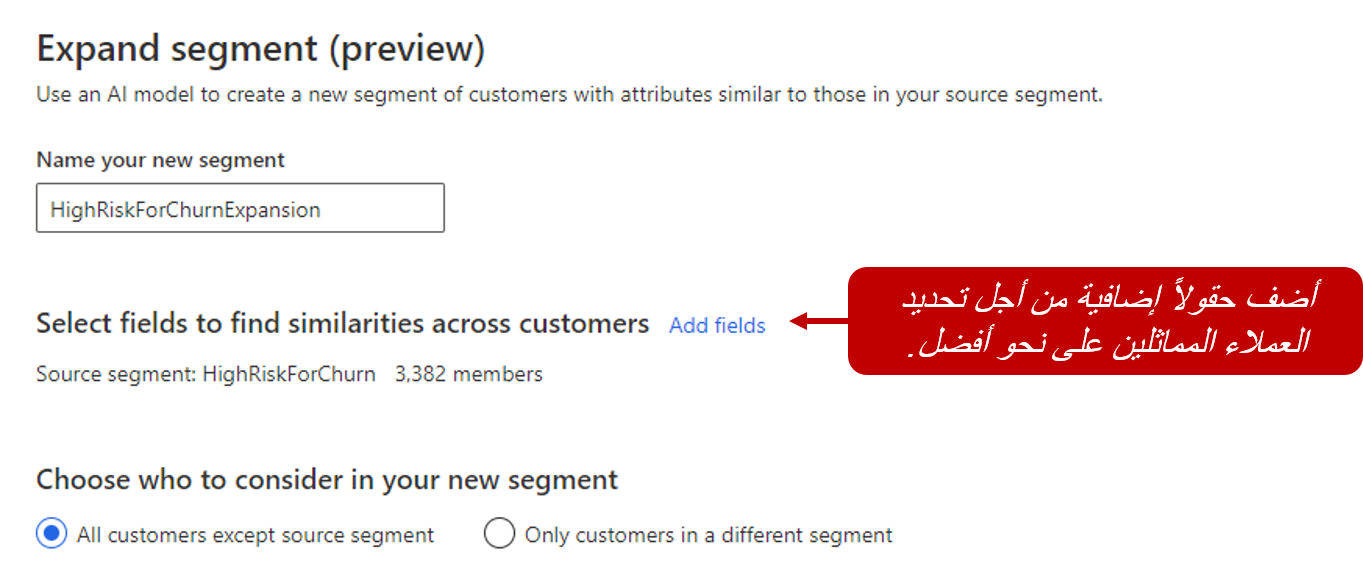 Expand segment (preview)
Use an AI model to create a new segment of customers with attributes similar to those in your source segment.
Name your new segment
HighRiskForChurnExpansion
Select fields to find similarities across customers Add fields
أضف حقولاً إضافية من أجل تحديد
العملاء المماثلين على نحو أفضل.
Source segment: HighRiskForChurn 3,382 members
Choose who to consider in your new segment
All customers except source segment Only customers in a different segment